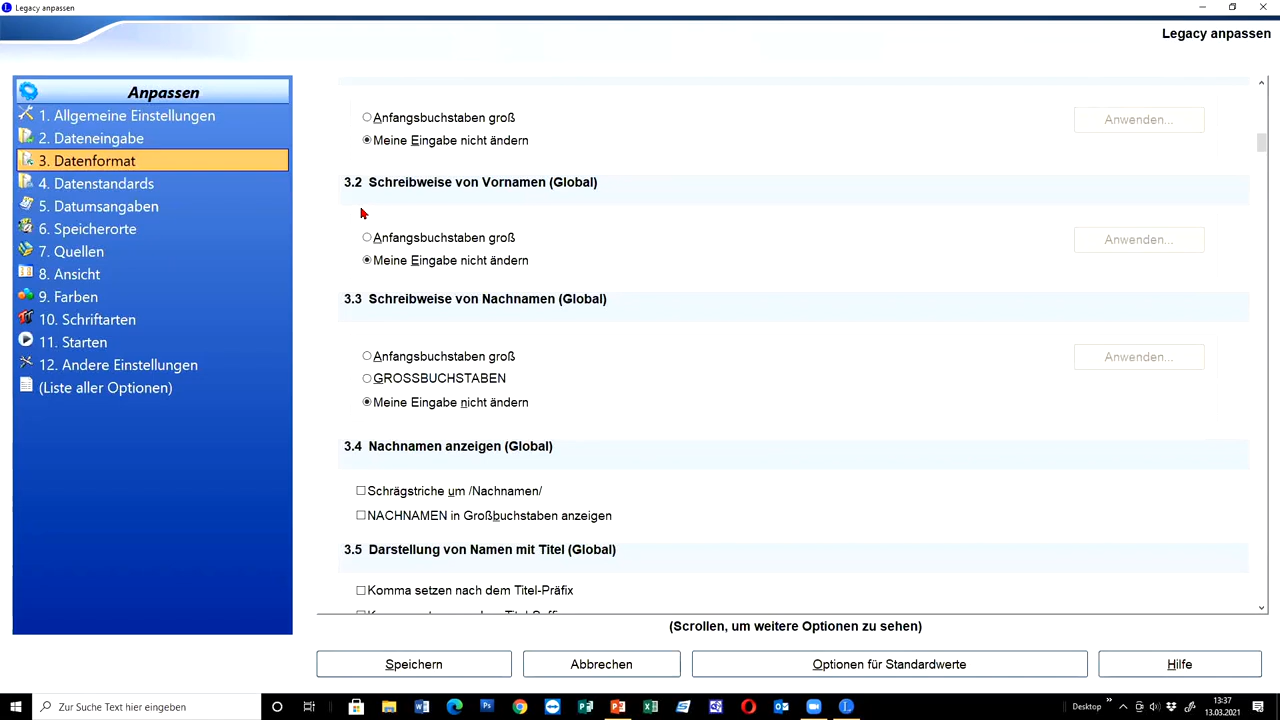 Legacy anpassen
Legacy anpassen
Anpassen
1. Allgemeine Einstellungen
2. Dateneingabe
3. Datenformat
4. Datenstandards
5. Datumsangaben
6. Speicherorte
7. Quellen
8. Ansicht
9. Farben
10. Schriftarten
11. Starten
12. Andere Einstellungen
(Liste aller Optionen)
Anfangsbuchstaben groß
Anwenden...
Meine Eingabe nicht ändern
3.2 Schreibweise von Vornamen (Global)
Anfangsbuchstaben groß
Anwenden...
Meine Eingabe nicht ändern
3.3 Schreibweise von Nachnamen (Global)
Anfangsbuchstaben groß
Anwenden...
GROSSBUCHSTABEN
Meine Eingabe nicht ändern
3.4 Nachnamen anzeigen (Global)
Schrägstriche um /Nachnamen/
NACHNAMEN in Großbuchstaben anzeigen
3.5 Darstellung von Namen mit Titel (Global)
Komma setzen nach dem Titel-Präfix
(Scrollen, um weitere Optionen zu sehen)
Speichern
Abbrechen
Optionen für Standardwerte
Hilfe
Zur Suche Text hier eingeben
Desktop
13:37
13.03.2021